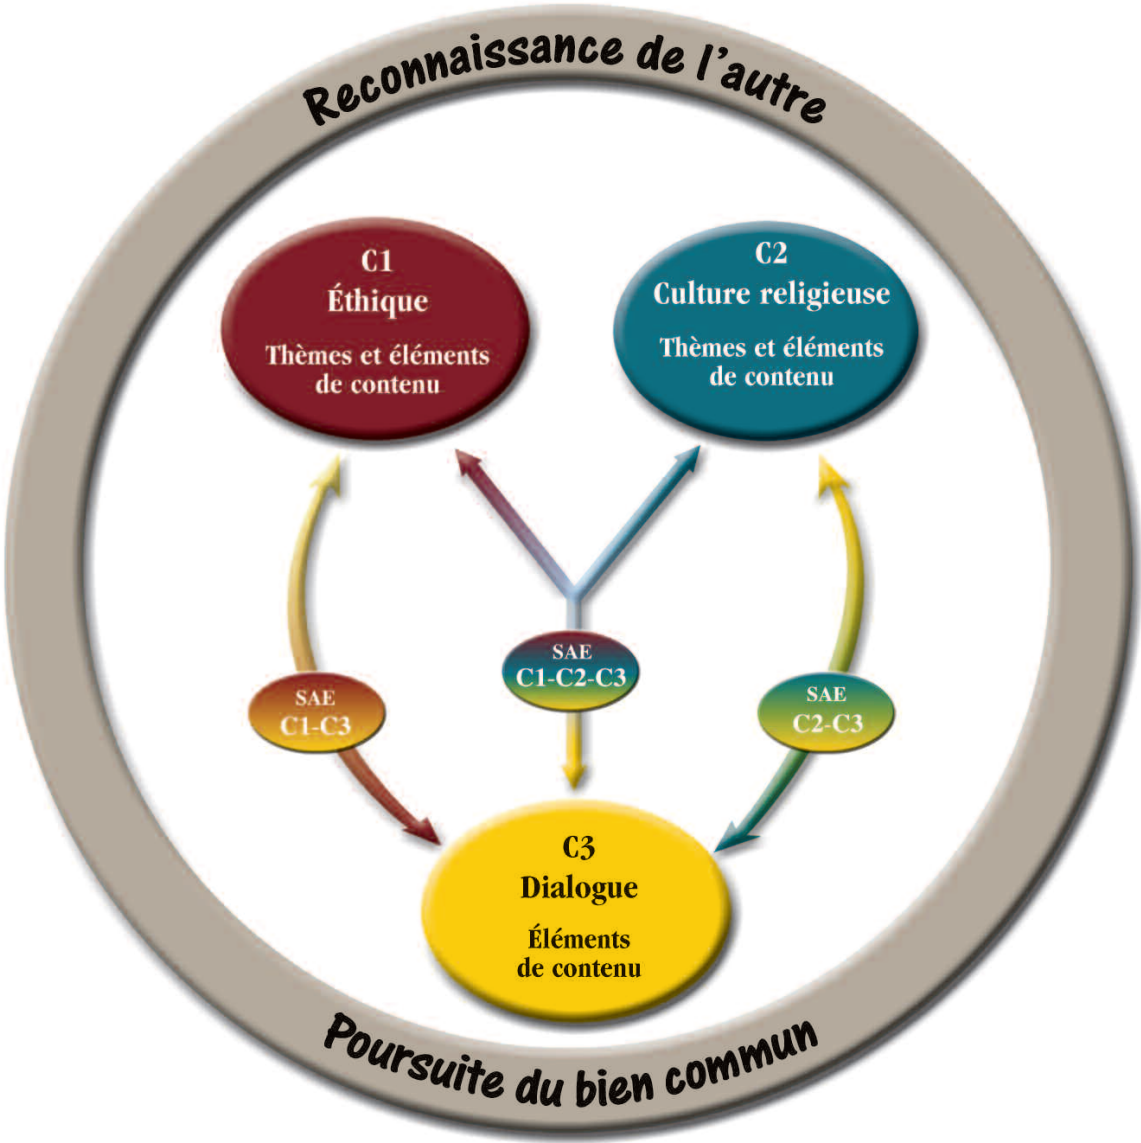 Reconnaissance de l'autre
C1
Éthique
Thèmes et éléments
de contenu
C2
Culture religieuse
Thèmes et éléments
de contenu
SAE
C1-C3
SAE
C1-C2-C3
SAE
C2-C3
C3
Dialogue
Éléments
de contenu
Poursuite du bien commun